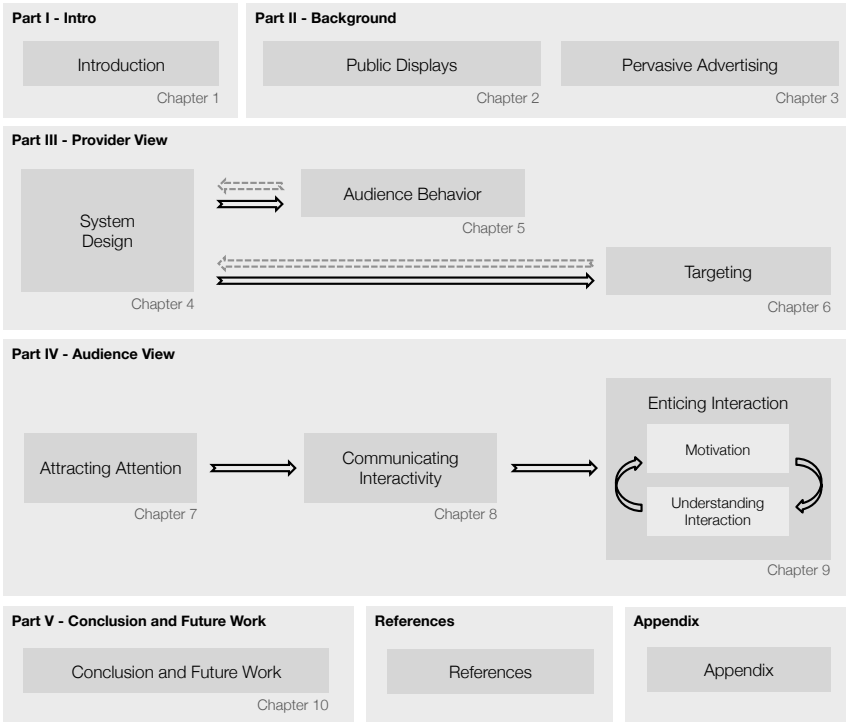 Part I - Intro
Introduction
Chapter 1
Part II - Background
Public Displays
Chapter 2
Pervasive Advertising
Chapter 3
Part III - Provider View
System
Design
Chapter 4
Audience Behavior
Chapter 5
Targeting
Chapter 6
Part IV - Audience View
Attracting Attention
Chapter 7
Communicating
Interactivity
Chapter 8
Enticing Interaction
Motivation
Understanding
Interaction
Chapter 9
Part V - Conclusion and Future Work
Conclusion and Future Work
Chapter 10
References
References
Appendix
Appendix